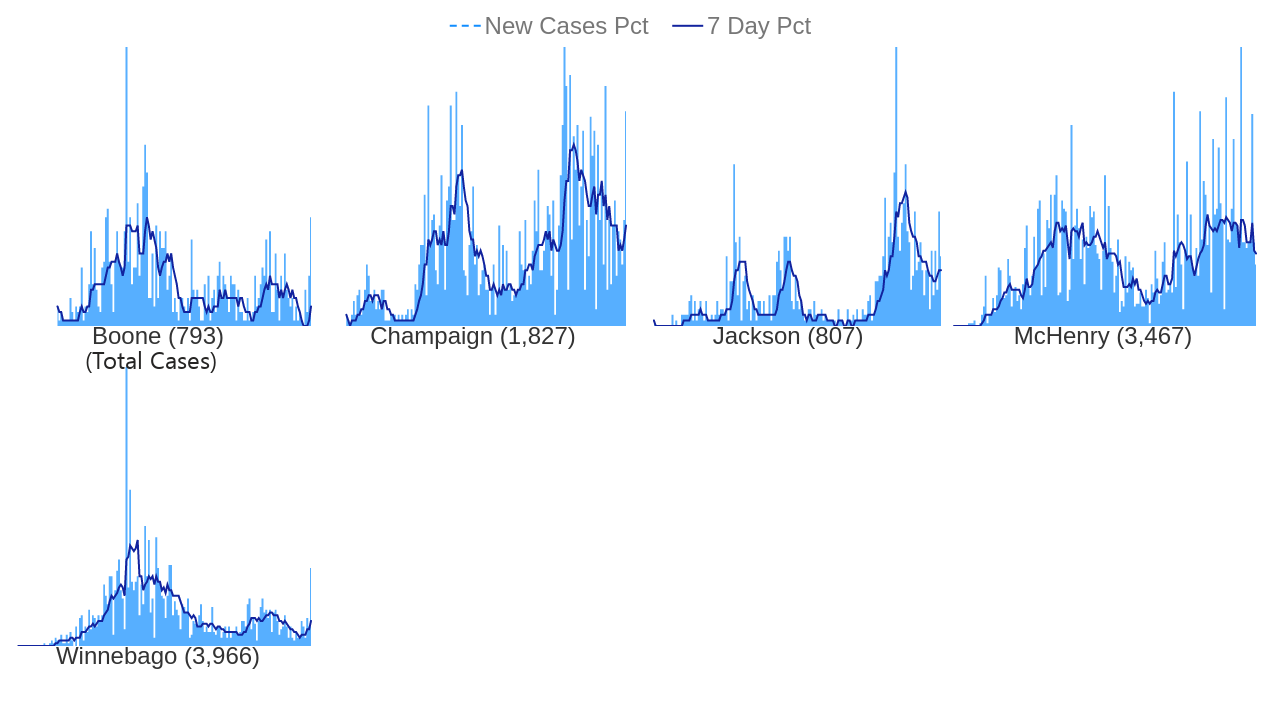 New Cases Pct 7 Day Pct
Boone (793) Champaign (1,827) Jackson (807) McHenry (3,467)
(Total Cases)
Winnebago (3,966)